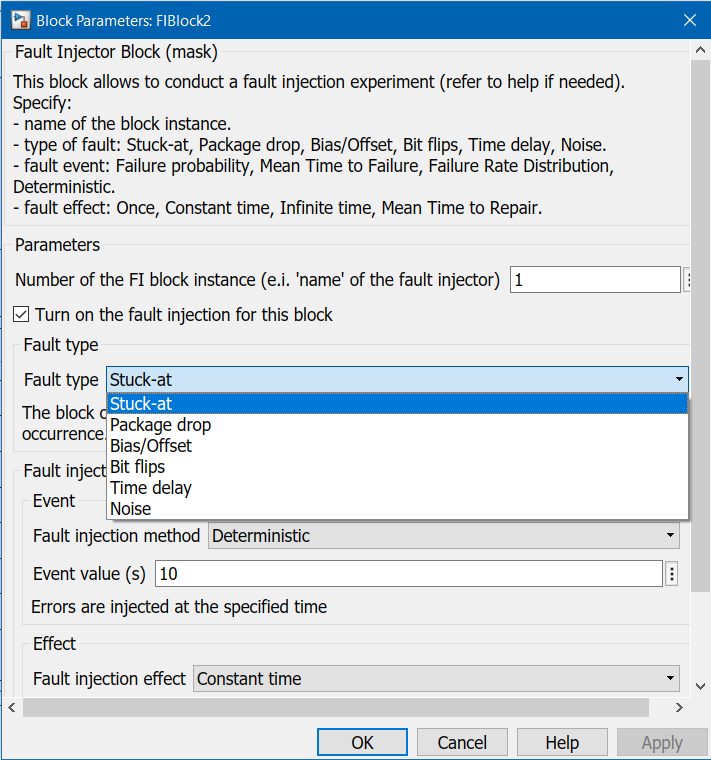 Block Parameters: FIBlock2
Fault Injector Block (mask)
This block allows to conduct a fault injection experiment (refer to help if needed).
Specify:
- name of the block instance.
- type of fault: Stuck-at, Package drop, Bias/Offset, Bit flips, Time delay, Noise.
- fault event: Failure probability, Mean Time to Failure, Failure Rate Distribution,
Deterministic.
- fault effect: Once, Constant time, Infinite time, Mean Time to Repair.
Parameters
Number of the FI block instance (e.i. 'name' of the fault injector) 1
Turn on the fault injection for this block
Fault type
Fault type Stuck-at
Stuck-at
The block
occurrence.
Package drop
Bias/Offset
Bit flips
Fault inject
Time delay
Event
Noise
Fault injection method Deterministic
Event value (s) 10
Errors are injected at the specified time
Effect
Fault injection effect Constant time
OK Cancel Help Apply